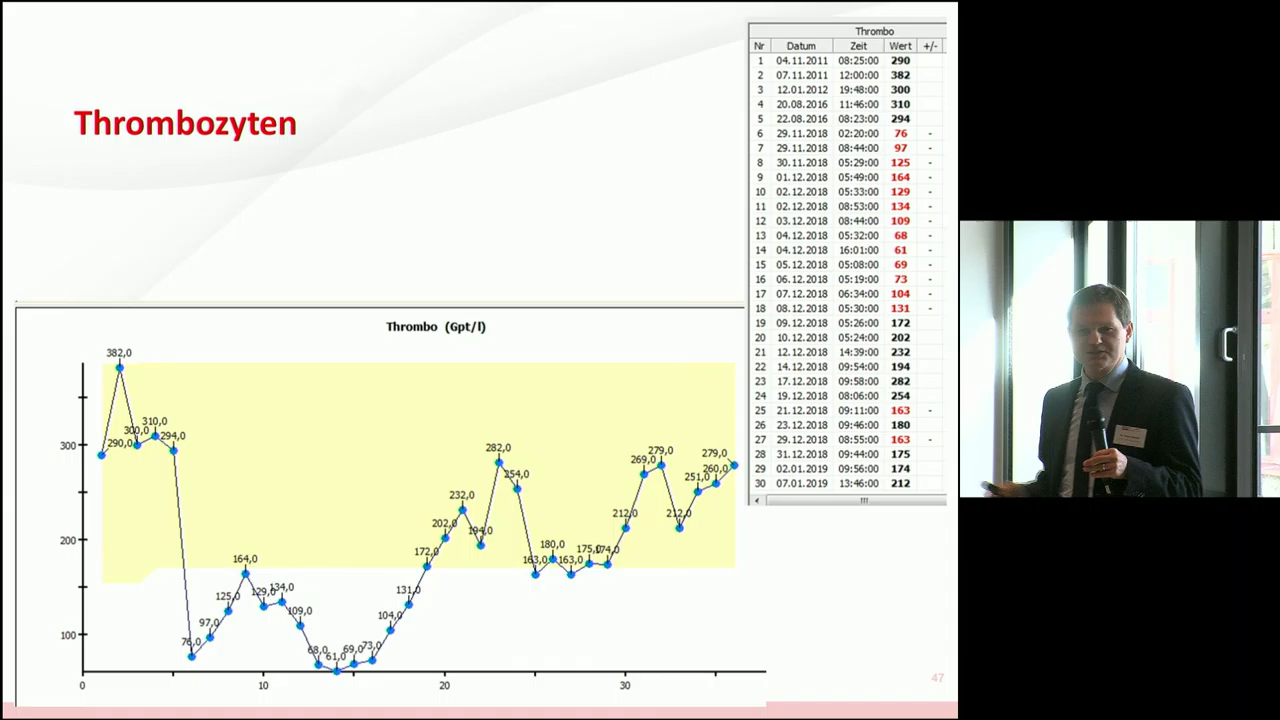 Thrombozyten
Thrombo
Nr Datum Zeit Wert +/-
1 04.11.2011 08:25:00 290
2 07.11.2011 12:00:00 382
3 12.01.2012 19:48:00 300
4 20.08.2016 11:46:00 310
5 22.08.2016 08:23:00 294
6 29.11.2018 02:20:00 76 -
7 29.11.2018 08:44:00 97 -
8 30.11.2018 05:29:00 125 -
9 01.12.2018 05:49:00 164 -
10 02.12.2018 05:33:00 129 -
11 02.12.2018 08:53:00 134 -
12 03.12.2018 08:44:00 109 -
13 04.12.2018 05:32:00 68 -
14 04.12.2018 16:01:00 61 -
15 05.12.2018 05:08:00 69 -
16 06.12.2018 05:19:00 73 -
17 07.12.2018 06:34:00 104 -
18 08.12.2018 05:30:00 131 -
19 09.12.2018 05:26:00 172
20 10.12.2018 05:24:00 202
21 12.12.2018 14:39:00 232
22 14.12.2018 09:54:00 194
23 17.12.2018 09:58:00 282
24 19.12.2018 08:06:00 254
25 21.12.2018 09:11:00 163 -
26 23.12.2018 09:46:00 180
27 29.12.2018 08:55:00 163 -
28 31.12.2018 09:44:00 175
29 02.01.2019 09:56:00 174
30 07.01.2019 13:46:00 212
Thrombo (Gpt/l)
300
200
100
290,0 382,0 300,0 310,0 294,0 76,0 97,0 125,0 164,0 129,0 134,0 109,0 68,0 61,0 69,0 73,0 104,0 131,0 172,0 202,0 232,0 194,0 282,0 254,0 163,0 180,0 163,0 175,0 174,0 212,0 269,0 279,0 212,0 251,0 260,0 279,0
0 10 20 30
47